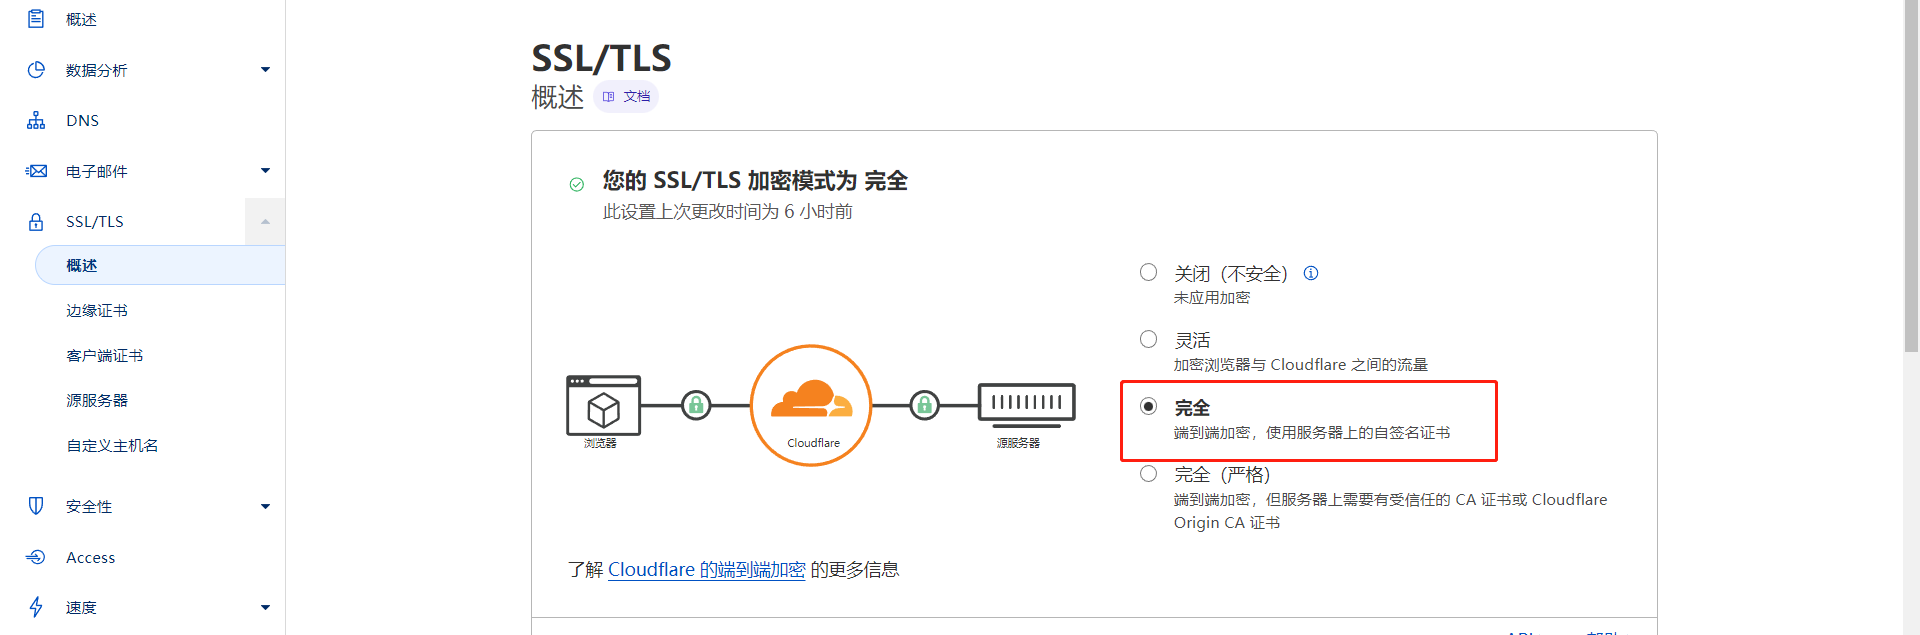 概述
数据分析
DNS
电子邮件
SSL/TLS
概述
边缘证书
客户端证书
源服务器
自定义主机名
安全性
Access
速度
SSL/TLS
概述 文档
您的 SSL/TLS 加密模式为 完全
此设置上次更改时间为 6 小时前
浏览器
Cloudflare
源服务器
关闭（不安全）
未应用加密
灵活
加密浏览器与 Cloudflare 之间的流量
完全
端到端加密，使用服务器上的自签名证书
完全（严格）
端到端加密，但服务器上需要有受信任的 CA 证书或 Cloudflare
Origin CA 证书
了解 Cloudflare 的端到端加密 的更多信息